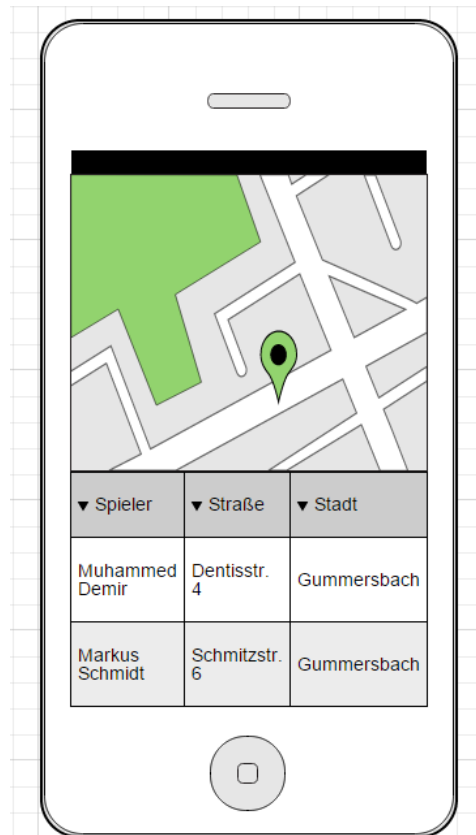 ▼ Spieler ▼ Straße ▼ Stadt
Muhammed Demir Dentisstr. 4 Gummersbach
Markus Schmidt Schmitzstr. 6 Gummersbach